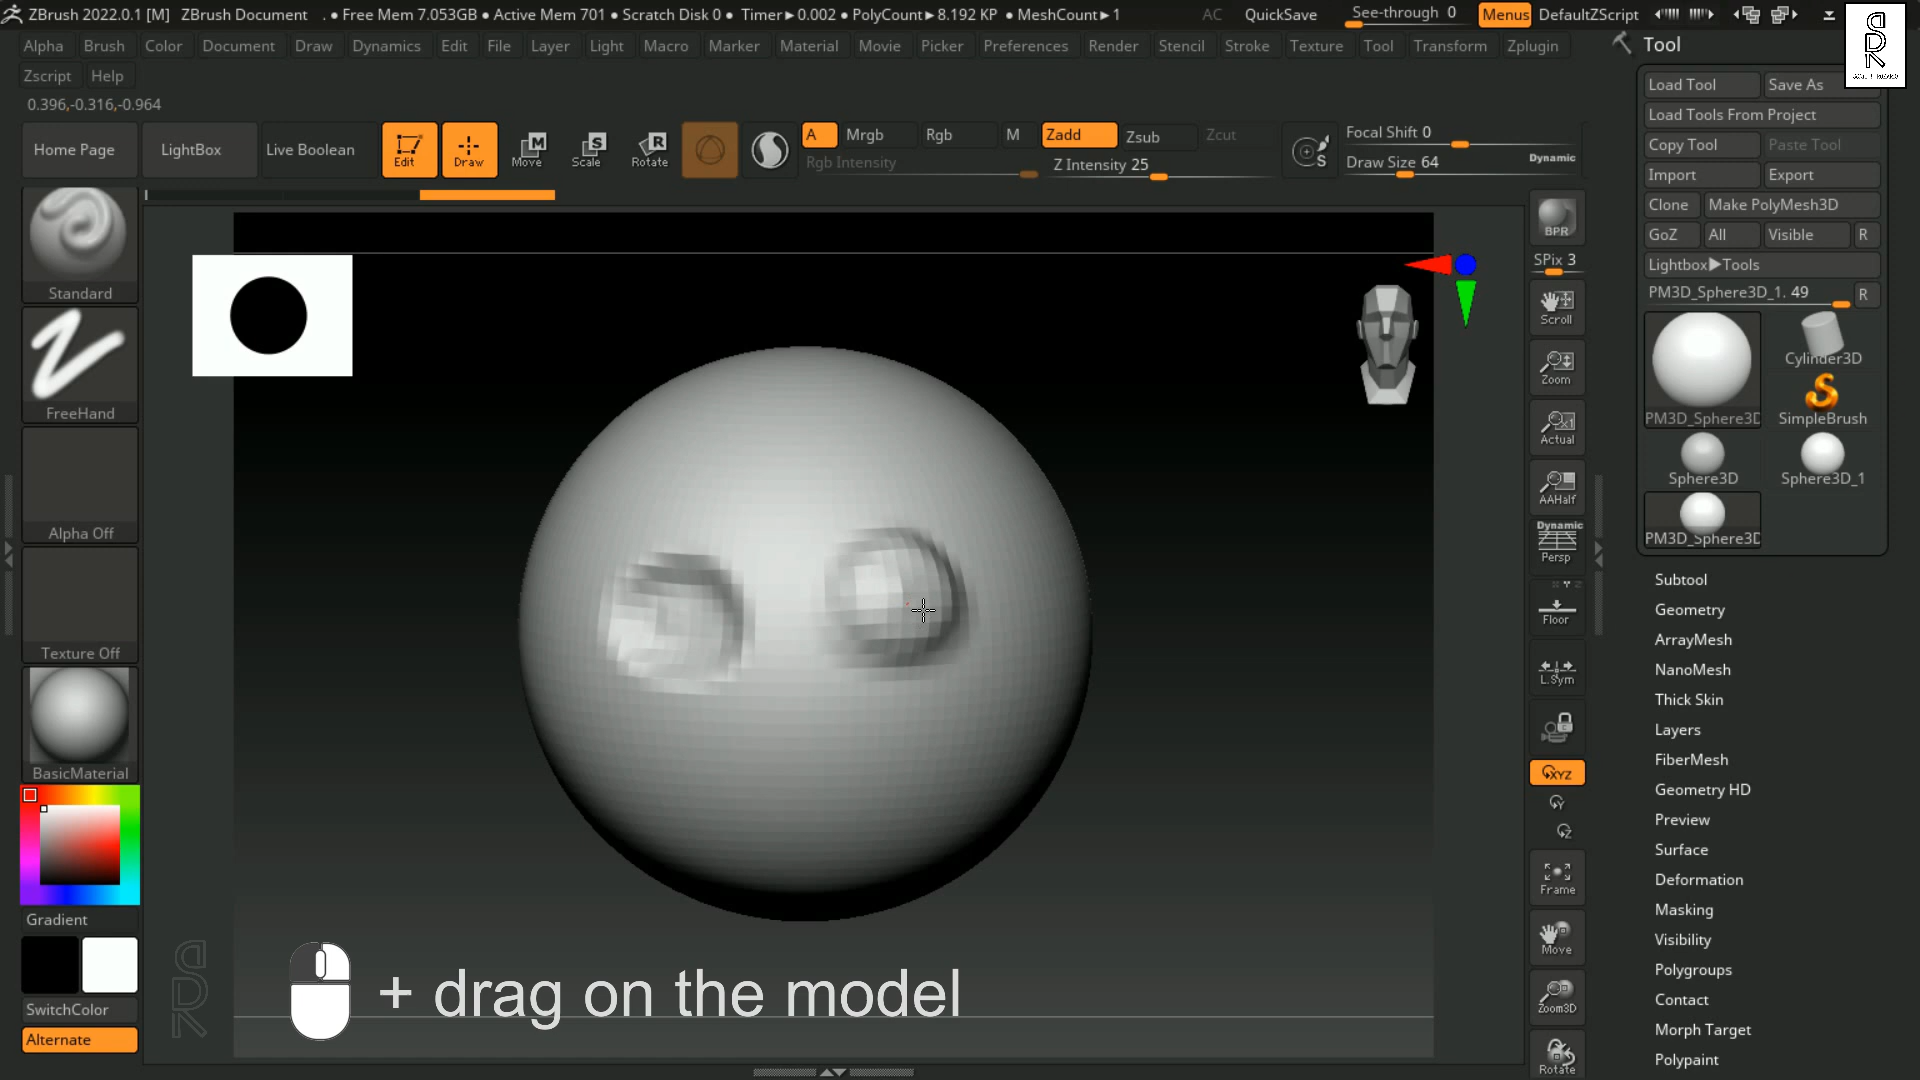 ZBrush 2022.0.1 [M] ZBrush Document . ● Free Mem 7.053GB ● Active Mem 701 ● Scratch Disk 0 ● Timer▶0.002 ● PolyCount▶8.192 KP ● MeshCount▶1 AC QuickSave See-through 0 Menus DefaultZScript
Alpha Brush Color Document Draw Dynamics Edit File Layer Light Macro Marker Material Movie Picker Preferences Render Stencil Stroke Texture Tool Transform Zplugin
Zscript Help
0.396,-0.316,-0.964
Home Page LightBox Live Boolean Edit Draw Move Scale Rotate A Mrgb Rgb M Zadd Zsub Zcut Focal Shift 0
Rgb Intensity Z Intensity 25 S Draw Size 64 Dynamic
Standard
FreeHand
Alpha Off
Texture Off
BasicMaterial
Gradient
SwitchColor
Alternate
+ drag on the model
BPR
SPix 3
Scroll
Zoom
Actual
AAHalf
Dynamic
Persp
Floor
L.Sym
XYZ
Y
Z
Frame
Move
Zoom3D
Rotate
Tool
Load Tool Save As
Load Tools From Project
Copy Tool Paste Tool
Import Export
Clone Make PolyMesh3D
GoZ All Visible R
Lightbox▶Tools
PM3D_Sphere3D_1. 49 R
PM3D_Sphere3D Cylinder3D
SimpleBrush
Sphere3D Sphere3D_1
PM3D_Sphere3D
Subtool
Geometry
ArrayMesh
NanoMesh
Thick Skin
Layers
FiberMesh
Geometry HD
Preview
Surface
Deformation
Masking
Visibility
Polygroups
Contact
Morph Target
Polypaint